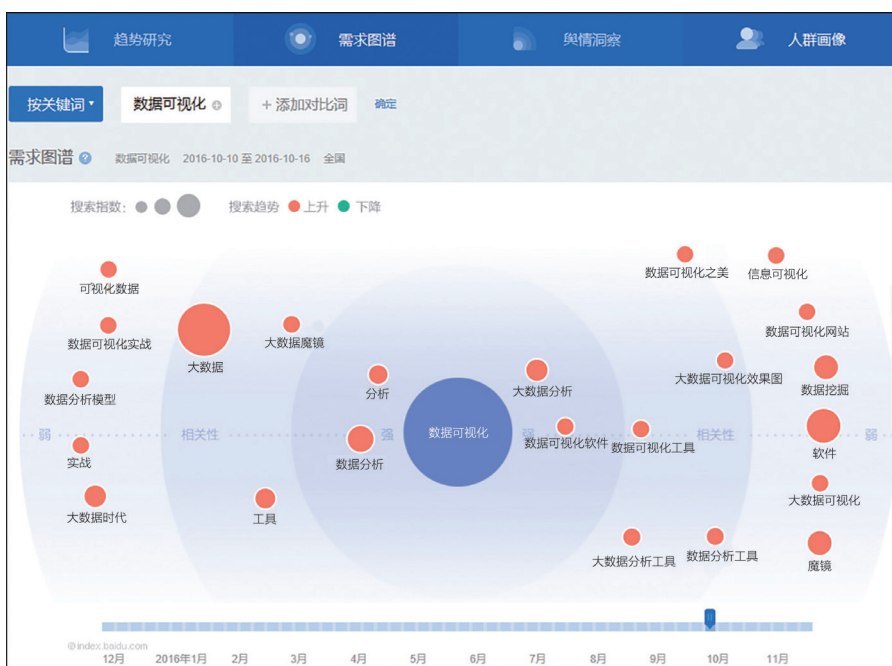 趋势研究 需求图谱 舆情洞察 人群画像
按关键词 数据可视化 + 添加对比词 确定
需求图谱 ? 数据可视化 2016-10-10 至 2016-10-16 全国
搜索指数: 搜索趋势 上升 下降
数据可视化之美 信息可视化
可视化数据
数据可视化实战 大数据魔镜 数据可视化网站
大数据 大数据可视化效果图
数据分析模型 分析 大数据分析 数据挖掘
弱 相关性 强 数据可视化 强 数据可视化软件 数据可视化工具 相关性 弱
实战 数据分析 软件
大数据时代 工具 大数据可视化
大数据分析工具 数据分析工具 魔镜
©index.baidu.com
12月 2016年1月 2月 3月 4月 5月 6月 7月 8月 9月 10月 11月